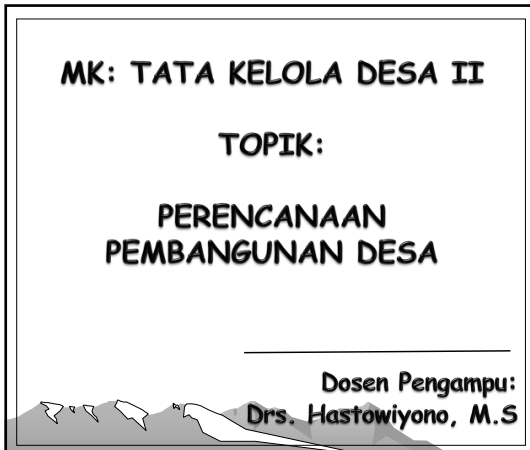 MK: TATA KELOLA DESA II
TOPIK:
PERENCANAAN
PEMBANGUNAN DESA
Dosen Pengampu:
Drs. Hastowiyono, M.S